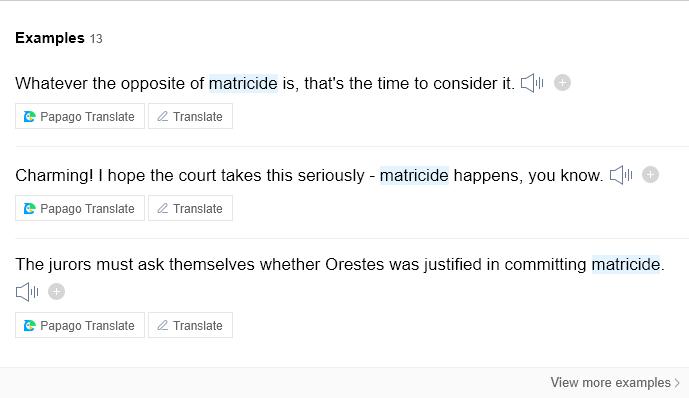 Examples 13
Whatever the opposite of matricide is, that's the time to consider it.
Papago Translate Translate
Charming! I hope the court takes this seriously - matricide happens, you know.
Papago Translate Translate
The jurors must ask themselves whether Orestes was justified in committing matricide.
Papago Translate Translate
View more examples